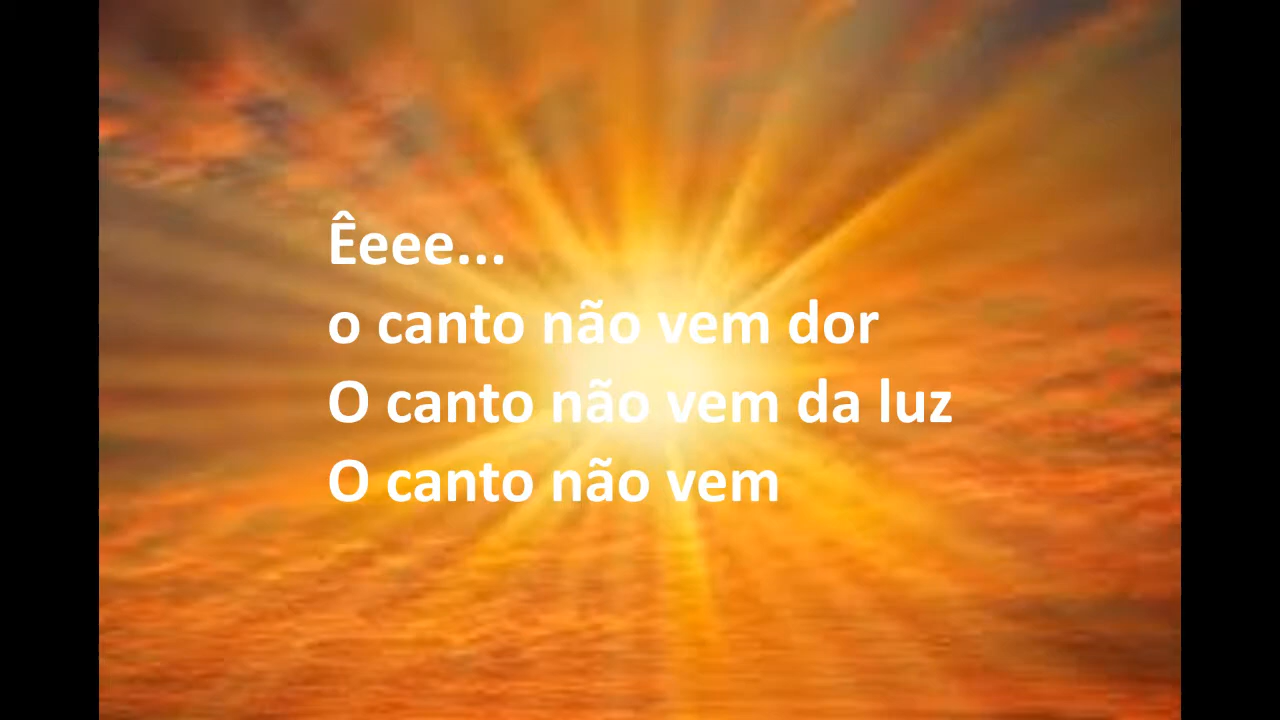 Êeee...
o canto não vem dor
O canto não vem da luz
O canto não vem